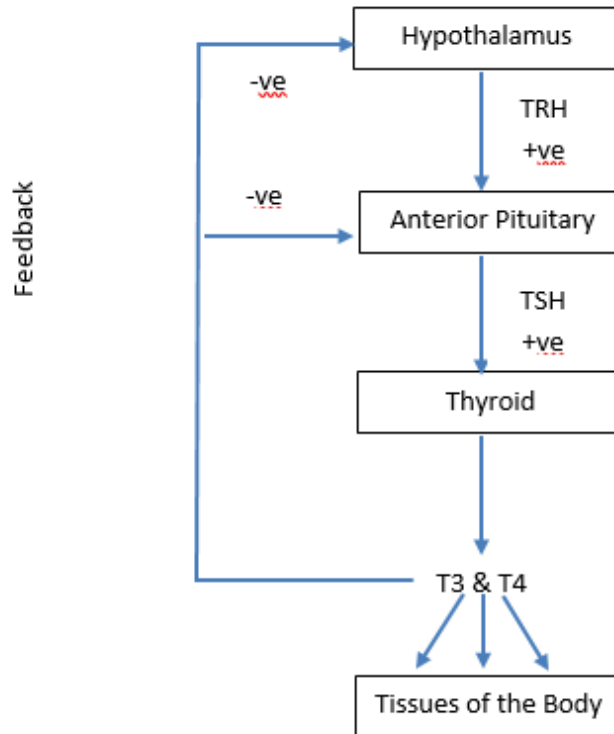 Hypothalamus
-ve
TRH
+ve
-ve
Anterior Pituitary
Feedback
TSH
+ve
Thyroid
T3 & T4
Tissues of the Body